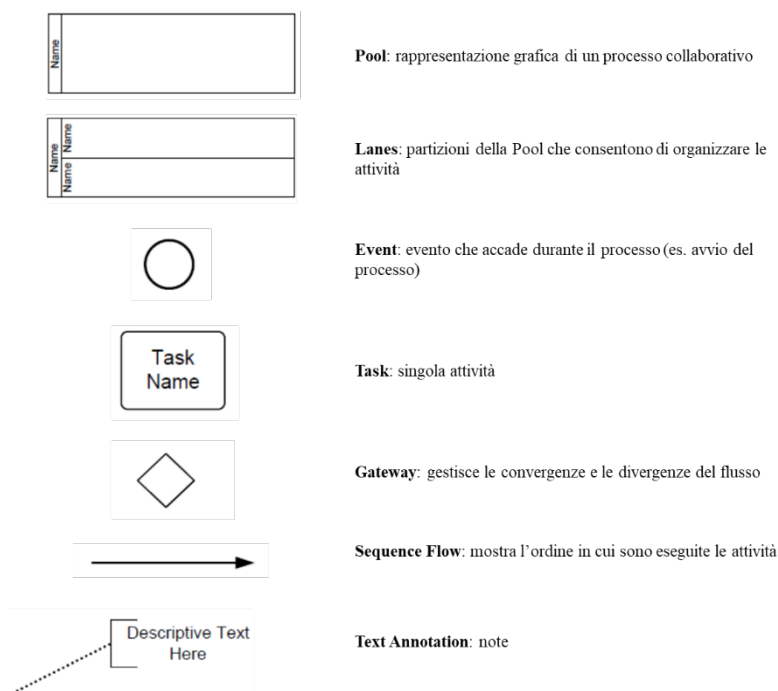 Name
Pool: rappresentazione grafica di un processo collaborativo
Name
Name
Name
Lanes: partizioni della Pool che consentono di organizzare le
attività
Event: evento che accade durante il processo (es. avvio del
processo)
Task
Name
Task: singola attività
Gateway: gestisce le convergenze e le divergenze del flusso
Sequence Flow: mostra l’ordine in cui sono eseguite le attività
Descriptive Text
Here
Text Annotation: note